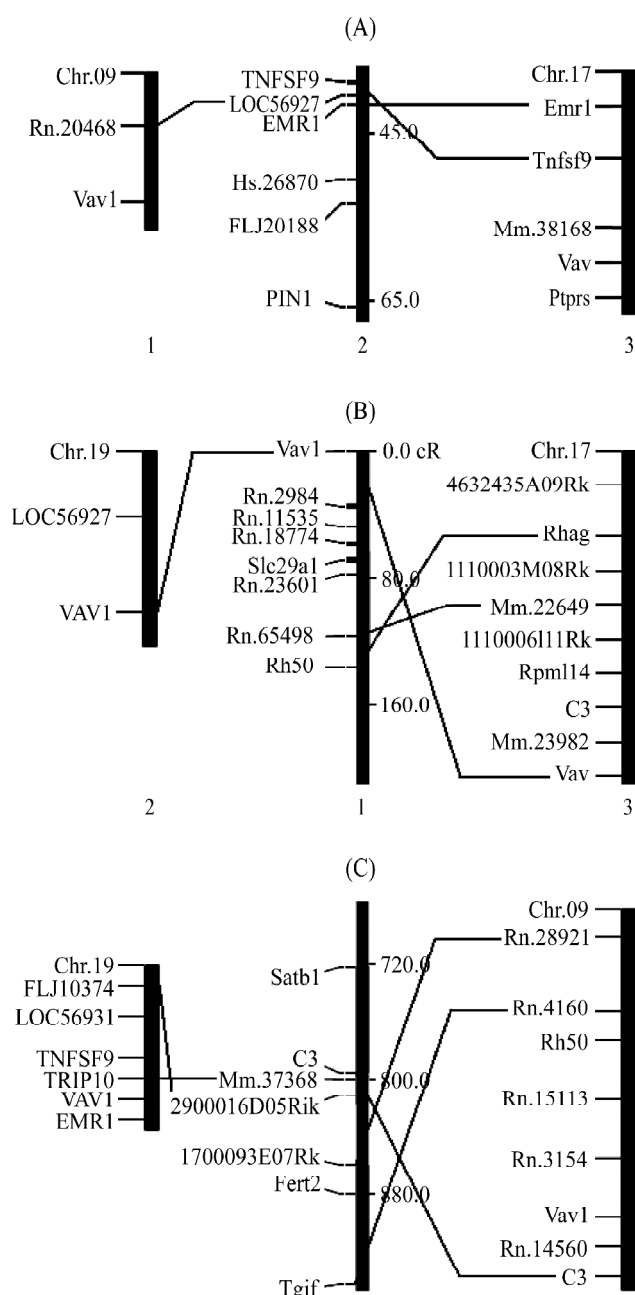 (A)
Chr.09
Rn.20468
Vav1
1
TNFSF9
LOC56927
EMR1
45.0
Hs.26870
FLJ20188
PIN1
65.0
2
Chr.17
Emr1
Tnfsf9
Mm.38168
Vav
Ptprs
3
(B)
Chr.19
LOC56927
VAV1
2
Vav1
0.0 cR
Rn.2984
Rn.11535
Rn.18774
Slc29a1
Rn.23601
80.0
Rn.65498
Rh50
160.0
1
Chr.17
4632435A09Rk
Rhag
1110003M08Rk
Mm.22649
1110006I11Rk
Rpml14
C3
Mm.23982
Vav
3
(C)
Chr.19
FLJ10374
LOC56931
TNFSF9
TRIP10
VAV1
EMR1
720.0
Satb1
C3
Mm.37368
800.0
2900016D05Rik
1700093E07Rk
Fert2
880.0
Tgif
Chr.09
Rn.28921
Rn.4160
Rh50
Rn.15113
Rn.3154
Vav1
Rn.14560
C3